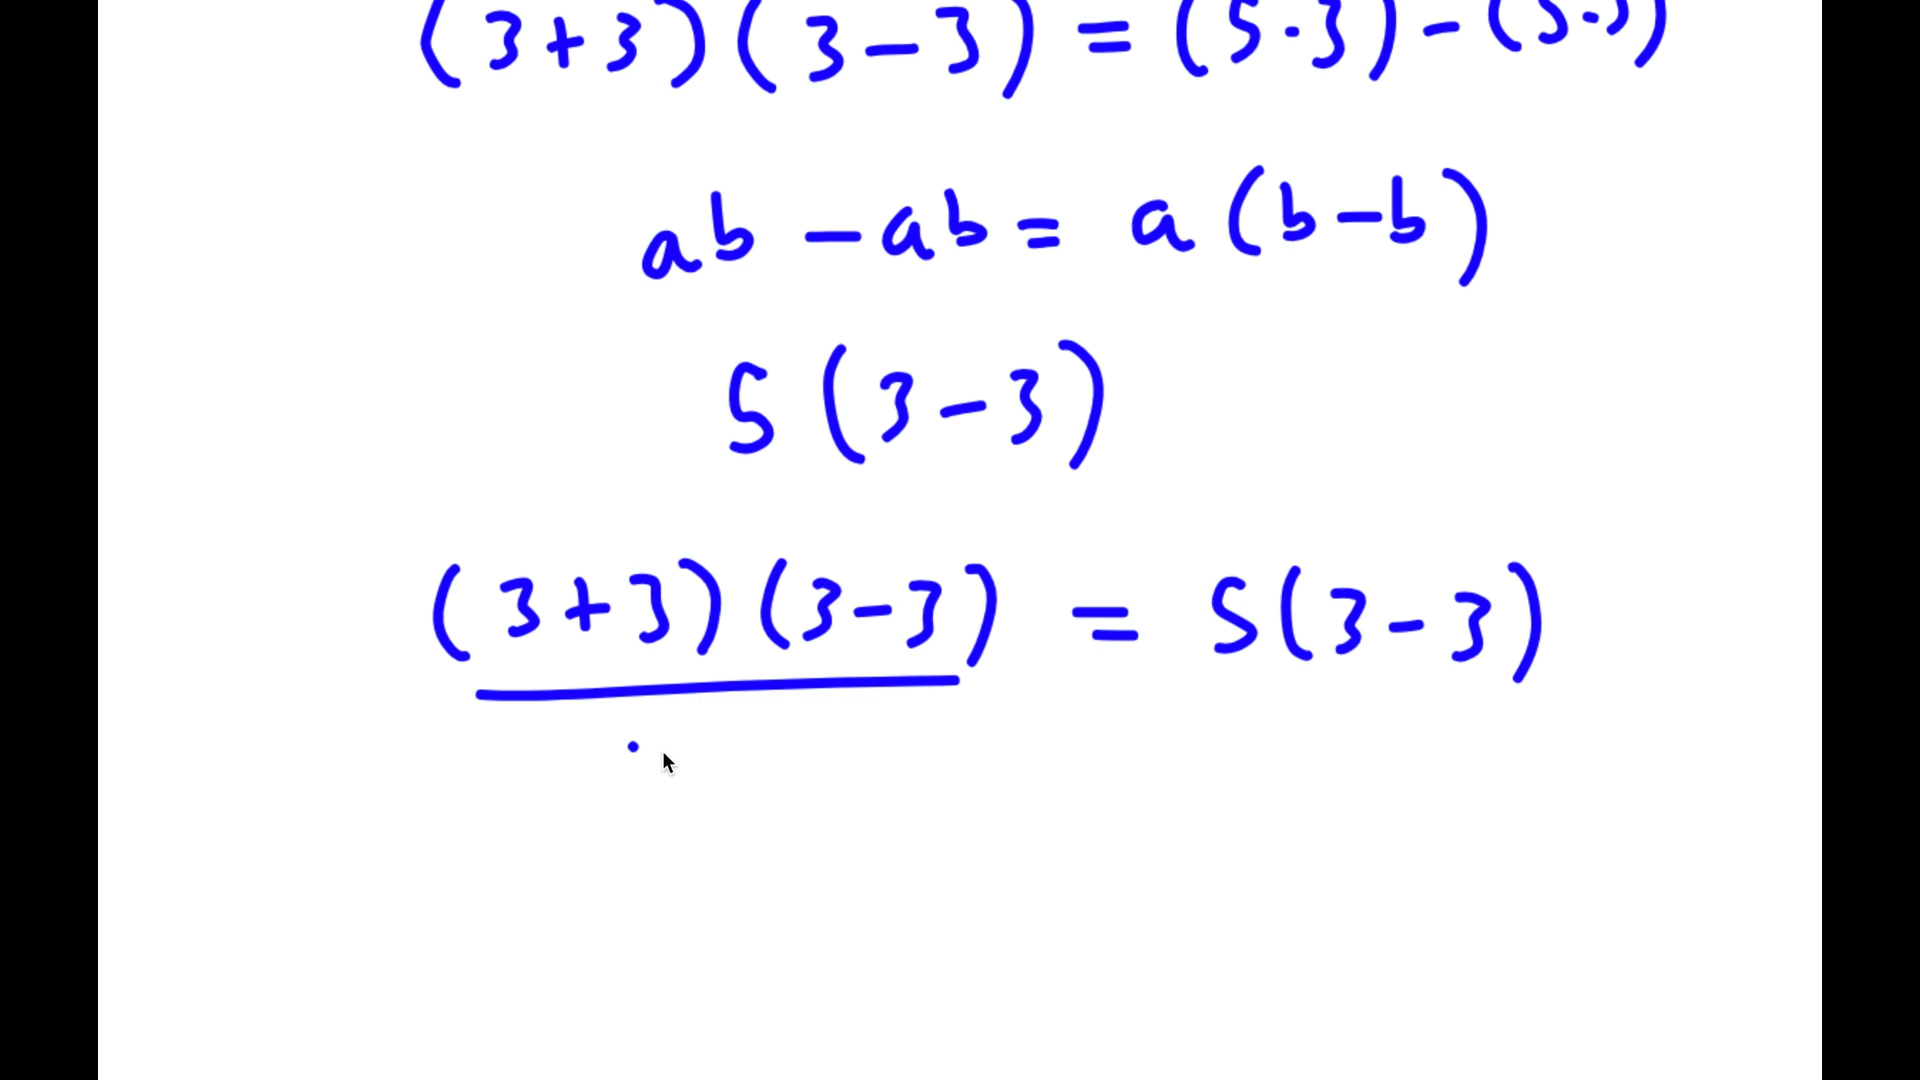 (3+3)(3-3) = (5·3) - (5·3)
ab - ab = a(b-b)
5(3-3)
(3+3)(3-3) = 5(3-3)